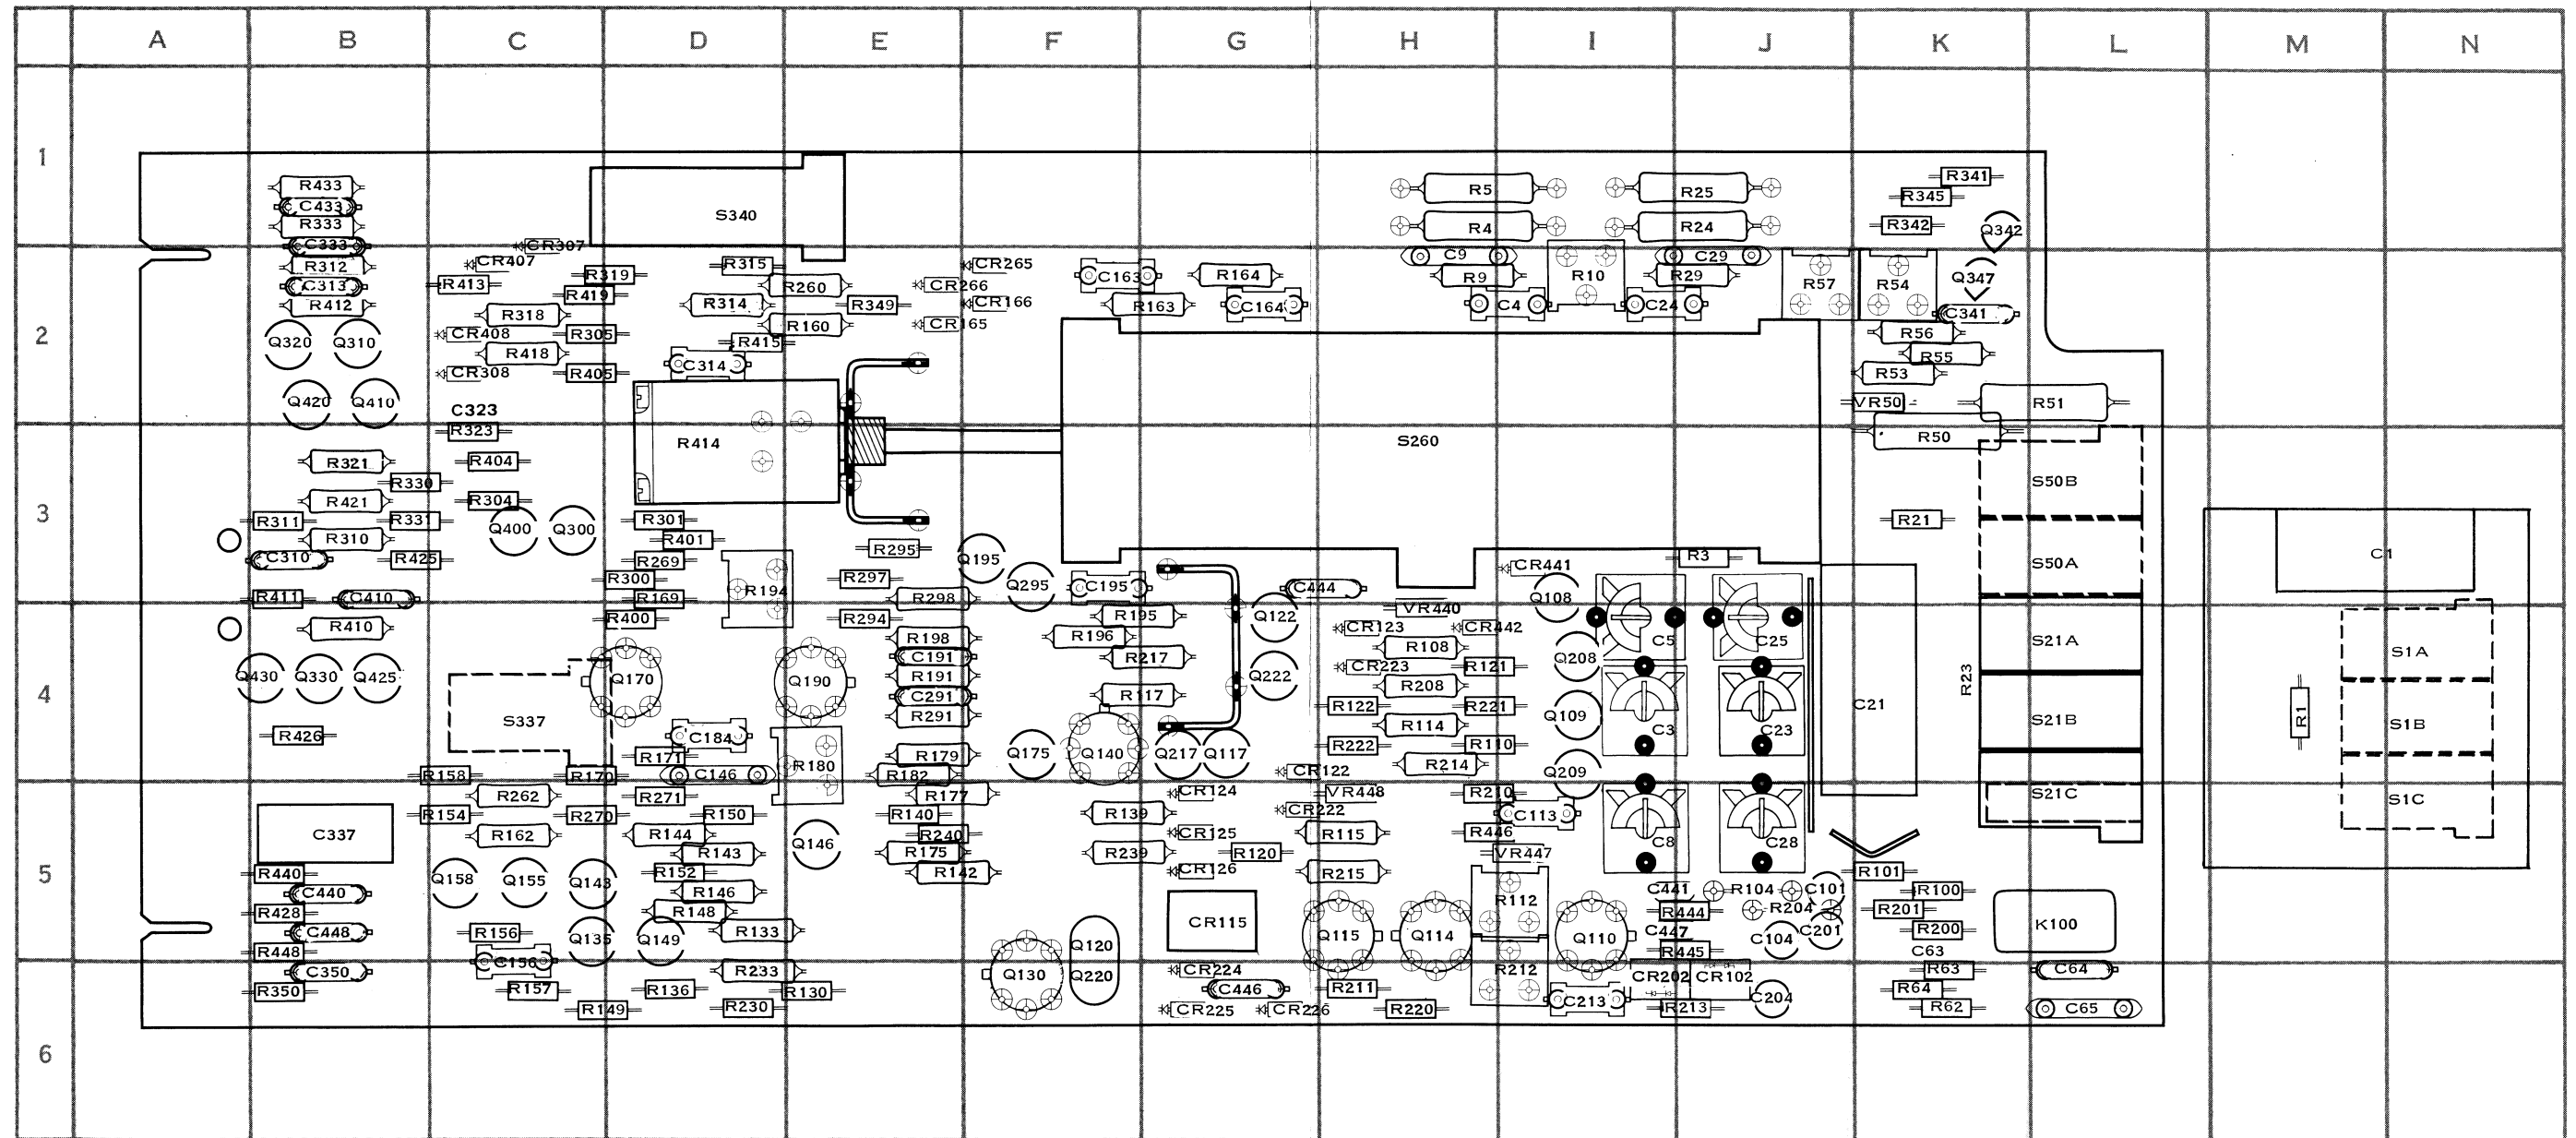 A B C D E F G H I J K L M N
1
R433 R5 R25 R341
C433 R345
R333 S340 R4 R24 R342 Q342
C333 CR307 C9 C29
R312 CR407 R315 CR265 Q347
R319 C163 R164 R9 R10 R29 R57 R54
C313 R413 R260 CR266
R419
R412 R314 R349 CR166 R163 C164 C4 C24
R318 C341
2
R160 CR165
Q320 Q310 CR408 R305 R415 R56
R418 C314 R55
CR308 R405 R53
Q420 Q410 C323 VR50 R51
R323 R414 S260 R50
R321 R404
R330 S50B
R421 R304
3
R311 R331 Q400 Q300 R301 R21
R310 R401 R295 C1
C310 R425 R269 Q195 R3 S50A
CR441
R300 R297 Q295 C195 C444
R411 C410 R169 R194 R298 Q108
VR440
R400 R294 R195 Q122
R410 R198 R196 CR123 CR442 C5 C25 S21A
R108
C191 R217 Q208 S1A
CR223 R121
Q430 Q330 Q425 Q170 Q190 R191 Q222 R23
R208
4
C291 R117
R122 R221 C21 R1
S337 R291 Q109 S21B S1B
R114 C3 C23
R426 C184
R222 R110
R171 R179 Q175 Q140 Q217 Q117
R180 R214
R158 R170 C146 R182 CR122 Q209
R262 R271 R177 CR124 VR448 R210 S21C S1C
R154 R270 R150 R140 R139 CR222 C113
C337 R162 R144 R240 CR125 R115 R446
Q146 C8 C28
R143 R175 R239 R120 VR447
5
R440 R152 R142 CR126 R215 R101
Q158 Q155 Q143
C440 R146 C441 R104 C101 R100
R112
R428 R148 R444 R204 R201
CR115 K100
C448 R156 R133 C447 C201 R200
Q135 Q149 Q120 Q115 Q114 Q110 C104
R448 R445 C63
C156
C350 R233 Q130 Q220 CR224 R212 R63 C64
CR202 CR102
R350 R157 R136 R130 C446 R211 R64
C213 C204
R149 R230 CR225 CR226 R220 R213 R62 C65
6